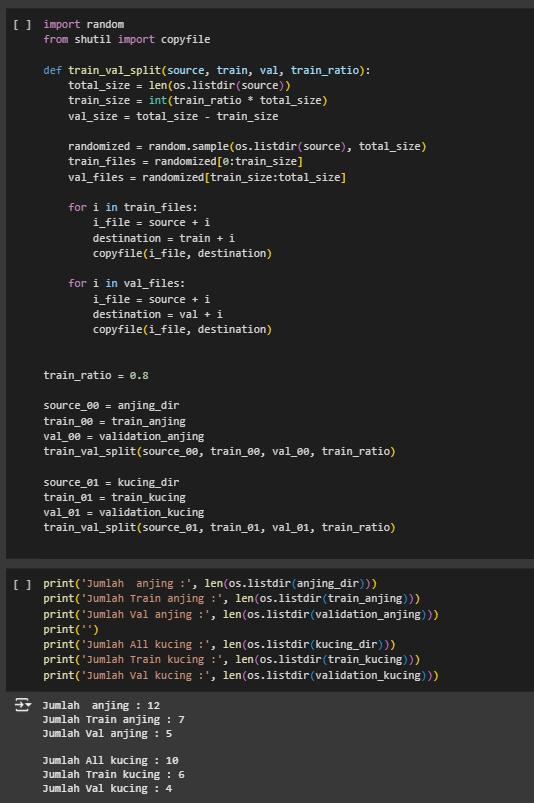 [ ] import random
from shutil import copyfile
def train_val_split(source, train, val, train_ratio):
total_size = len(os.listdir(source))
train_size = int(train_ratio * total_size)
val_size = total_size - train_size
randomized = random.sample(os.listdir(source), total_size)
train_files = randomized[0:train_size]
val_files = randomized[train_size:total_size]
for i in train_files:
i_file = source + i
destination = train + i
copyfile(i_file, destination)
for i in val_files:
i_file = source + i
destination = val + i
copyfile(i_file, destination)
train_ratio = 0.8
source_00 = anjing_dir
train_00 = train_anjing
val_00 = validation_anjing
train_val_split(source_00, train_00, val_00, train_ratio)
source_01 = kucing_dir
train_01 = train_kucing
val_01 = validation_kucing
train_val_split(source_01, train_01, val_01, train_ratio)
[ ] print('Jumlah  anjing :', len(os.listdir(anjing_dir)))
print('Jumlah Train anjing :', len(os.listdir(train_anjing)))
print('Jumlah Val anjing :', len(os.listdir(validation_anjing)))
print('')
print('Jumlah All kucing :', len(os.listdir(kucing_dir)))
print('Jumlah Train kucing :', len(os.listdir(train_kucing)))
print('Jumlah Val kucing :', len(os.listdir(validation_kucing)))
Jumlah  anjing : 12
Jumlah Train anjing : 7
Jumlah Val anjing : 5
Jumlah All kucing : 10
Jumlah Train kucing : 6
Jumlah Val kucing : 4